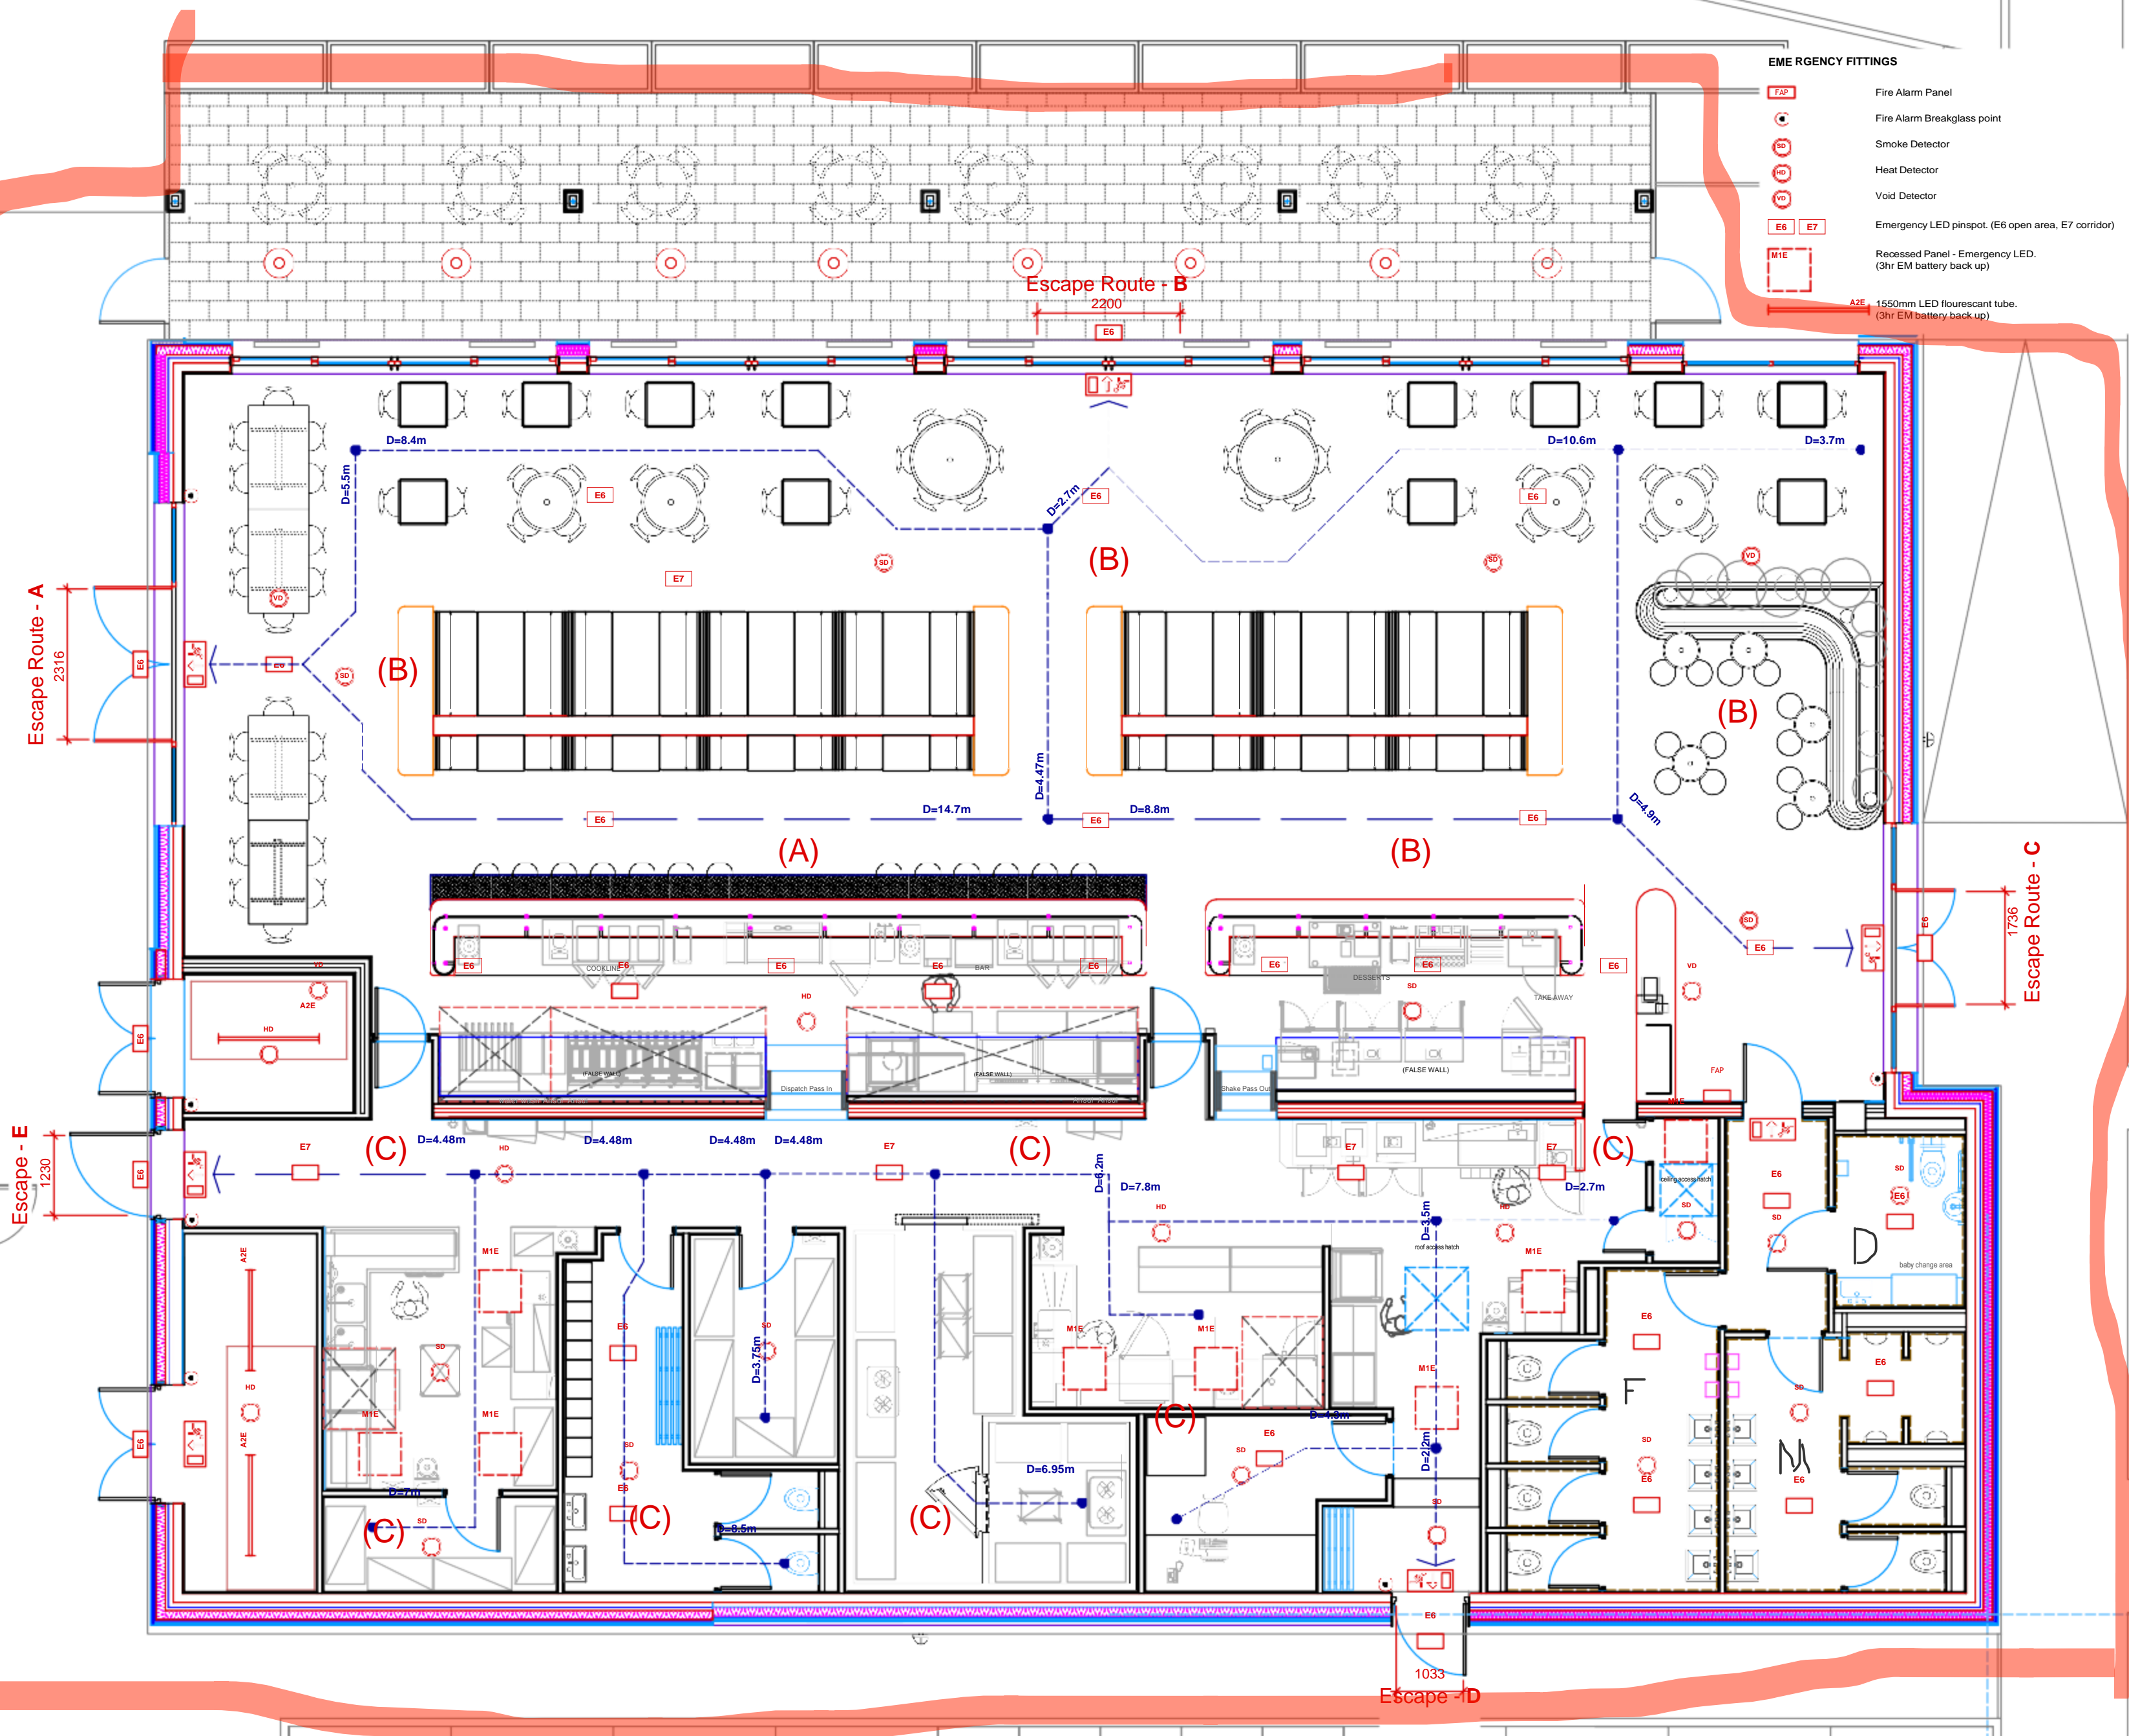 EME RGENCY FITTINGS
FAP Fire Alarm Panel
Fire Alarm Breakglass point
SD Smoke Detector
HD Heat Detector
VD Void Detector
E6 E7 Emergency LED pinspot. (E6 open area, E7 corridor)
M1E Recessed Panel - Emergency LED.
(3hr EM battery back up)
A2E 1550mm LED flourescant tube.
(3hr EM battery back up)
Escape Route - B
2200
E6
D=8.4m
D=10.6m
D=3.7m
D=5.5m
E6
D=2.7m
E6
E6
(B)
SD
SD
VD
E7
VD
Escape Route - A
2316
E6
E6
SD
(B)
(B)
D=4.47m
D=14.7m
D=8.8m
D=4.9m
E6
E6
E6
(A)
(B)
SD
E6
E6
1736
Escape Route - C
E6
E6
E6
E6
E6
E6
E6
E6
COOKLINE
BAR
DESSERTS
TAKE AWAY
VD
A2E
HD
HD
SD
VD
E6
(FALSE WALL)
(FALSE WALL)
(FALSE WALL)
Dispatch Pass In
Shake Pass Out
FAP
M1E
Escape - E
1230
E6
(C)
D=4.48m
D=4.48m
D=4.48m
D=4.48m
(C)
(C)
E7
HD
E7
E7
E7
D=6.2m
D=7.8m
D=2.7m
D=3.5m
HD
HD
roof access hatch
ceiling access hatch
SD
E6
SD
SD
E6
baby change area
D
A2E
M1E
M1E
E6
SD
M1E
M1E
E6
SD
D=3.75m
M1E
E6
HD
A2E
M1E
M1E
SD
F
SD
(C)
D=4.3m
E6
SD
D=2.2m
SD
E6
N
E6
E6
SD
E6
D=6.95m
D=7m
(C)
SD
(C)
D=8.5m
(C)
SD
E6
1033
Escape - D